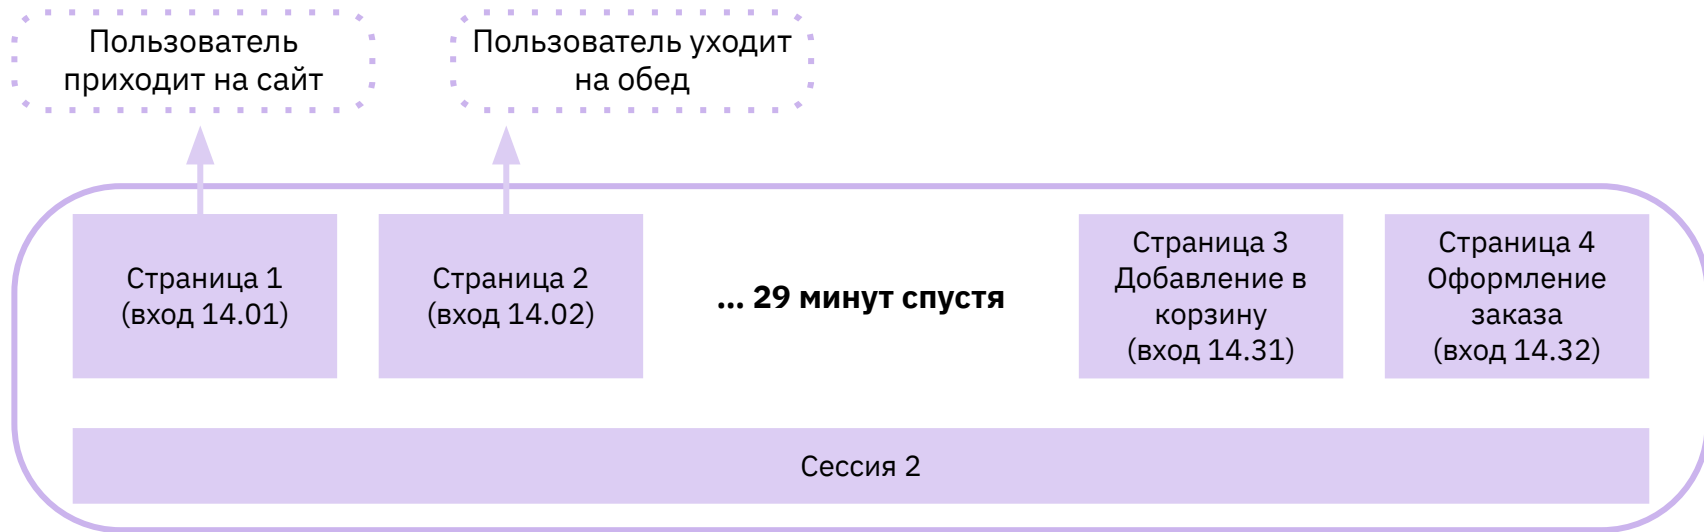 Пользователь
приходит на сайт
Пользователь уходит
на обед
Страница 1
(вход 14.01)
Страница 2
(вход 14.02)
... 29 минут спустя
Страница 3
Добавление в
корзину
(вход 14.31)
Страница 4
Оформление
заказа
(вход 14.32)
Сессия 2